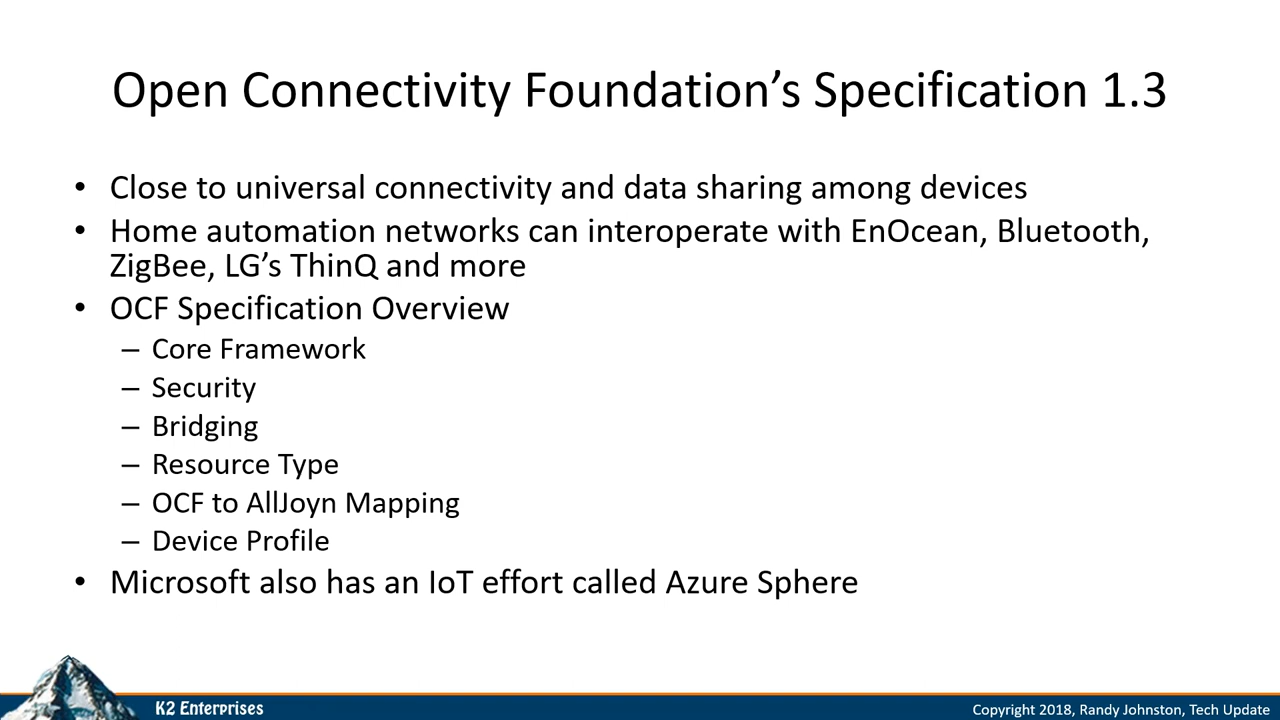 Open Connectivity Foundation’s Specification 1.3
• Close to universal connectivity and data sharing among devices
• Home automation networks can interoperate with EnOcean, Bluetooth,
ZigBee, LG’s ThinQ and more
• OCF Specification Overview
– Core Framework
– Security
– Bridging
– Resource Type
– OCF to AllJoyn Mapping
– Device Profile
• Microsoft also has an IoT effort called Azure Sphere
K2 Enterprises
Copyright 2018, Randy Johnston, Tech Update